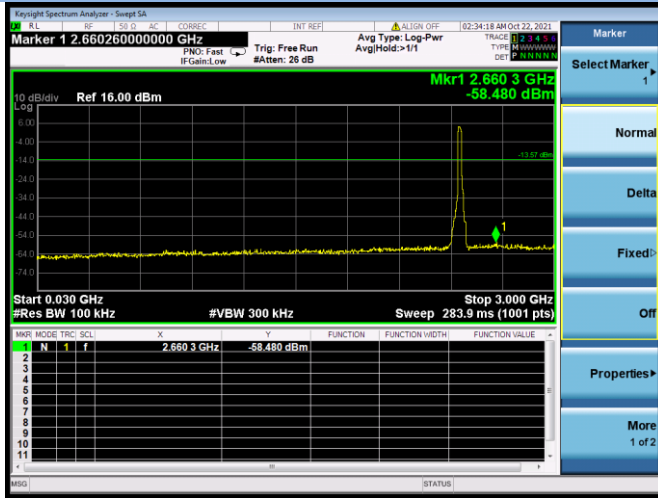 Keysight Spectrum Analyzer - Swept SA
RL RF 50 Ω AC CORREC INT REF ALIGN OFF 02:34:18 AM Oct 22, 2021
Marker 1 2.660260000000 GHz
PNO: Fast
IFGain:Low
Trig: Free Run
#Atten: 26 dB
Avg Type: Log-Pwr
Avg|Hold:>1/1
TRACE 1 2 3 4 5 6
TYPE M WWWWW
DET P N N N N N
Mkr1 2.660 3 GHz
-58.480 dBm
10 dB/div Ref 16.00 dBm
Log
6.00
-4.00
-14.0
-13.57 dBm
-24.0
-34.0
-44.0
-54.0
1
-64.0
-74.0
Start 0.030 GHz Stop 3.000 GHz
#Res BW 100 kHz #VBW 300 kHz Sweep 283.9 ms (1001 pts)
MKR MODE TRC SCL X Y FUNCTION FUNCTION WIDTH FUNCTION VALUE
1 N 1 f 2.660 3 GHz -58.480 dBm
2
3
4
5
6
7
8
9
10
11
MSG STATUS
Marker
Select Marker
1
Normal
Delta
Fixed
Off
Properties
More
1 of 2